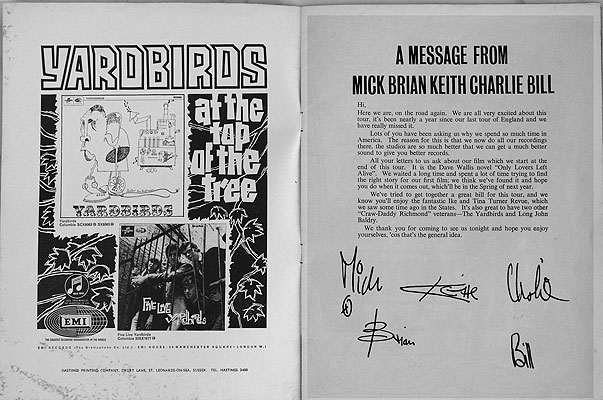 YARDBIRDS
at the
top
of the
tree
YARDBIRDS
Yardbirds
Five Live
Yardbirds
Five Live Yardbirds
EMI
THE GREATEST RECORDING ORGANISATION IN THE WORLD
EMI RECORDS (The Gramophone Co. Ltd.) · EMI HOUSE · 20 MANCHESTER SQUARE · LONDON W.1
HASTINGS PRINTING COMPANY, DRURY LANE, ST. LEONARDS-ON-SEA, SUSSEX. TEL. HASTINGS 2450
A MESSAGE FROM
MICK BRIAN KEITH CHARLIE BILL
Hi,
Here we are, on the road again. We are all very excited about this
tour, it's been nearly a year since our last tour of England and we
have really missed it.
Lots of you have been asking us why we spend so much time in
America. The reason for this is that we now do all our recordings
there, the studios are so much better that we can get a much better
sound to give you better records.
All your letters to us ask about our film which we start at the
end of this tour. It is the Dave Wallis novel "Only Lovers Left
Alive". We waited a long time and spent a lot of time trying to find
the right story for our first film; we think we've found it and hope
you do when it comes out, which'll be in the Spring of next year.
We've tried to get together a great bill for this tour, and we
know you'll enjoy the fantastic Ike and Tina Turner Revue, which
we saw some time ago in the States. It's also great to have two other
"Craw-Daddy Richmond" veterans—The Yardbirds and Long John
Baldry.
We thank you for coming to see us tonight and hope you enjoy
yourselves, 'cos that's the general idea.
Mick
Keith
Charlie
Brian
Bill